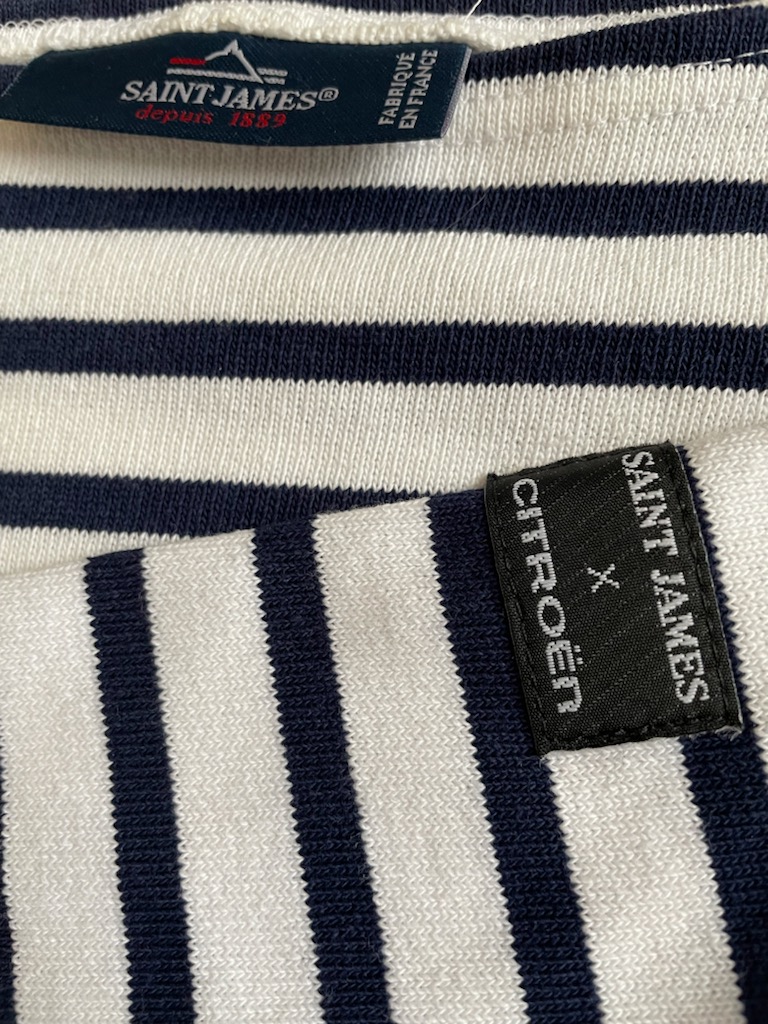 SAINT JAMES®
depuis 1889
FABRIQUÉ
EN FRANCE
SAINT JAMES
X
CITROËn